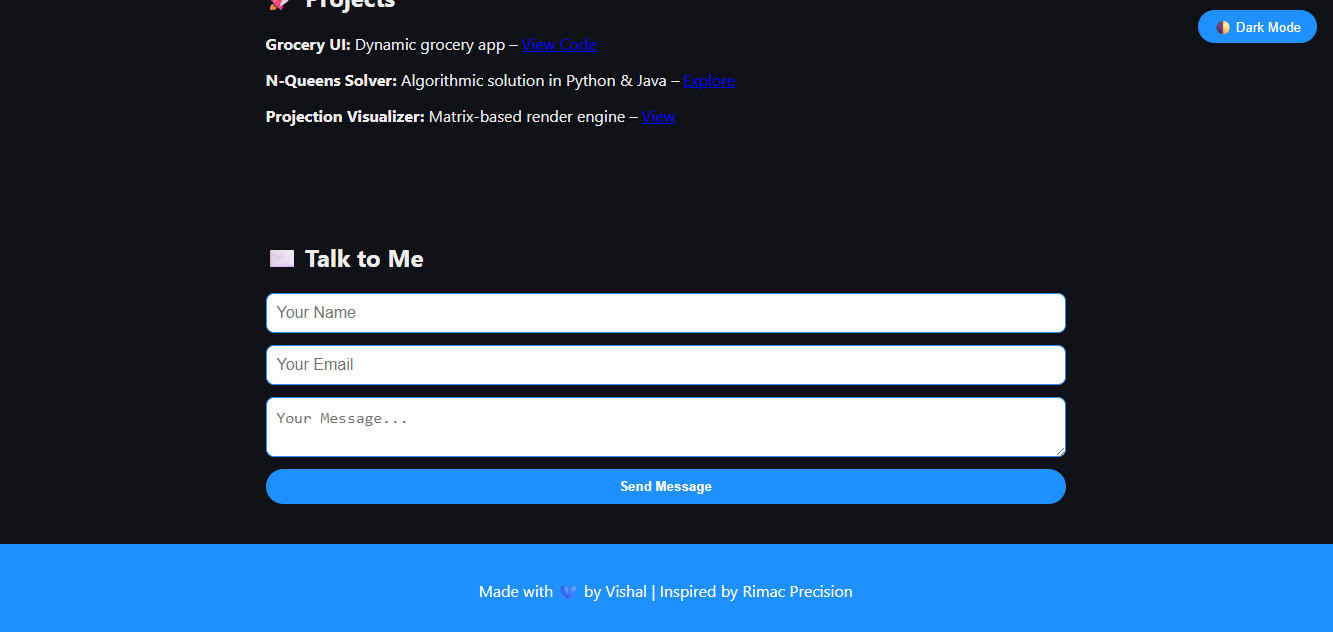 🚀 Projects
🌗 Dark Mode
Grocery UI: Dynamic grocery app – View Code
N-Queens Solver: Algorithmic solution in Python & Java – Explore
Projection Visualizer: Matrix-based render engine – View
✉️ Talk to Me
Your Name
Your Email
Your Message...
Send Message
Made with 💙 by Vishal | Inspired by Rimac Precision